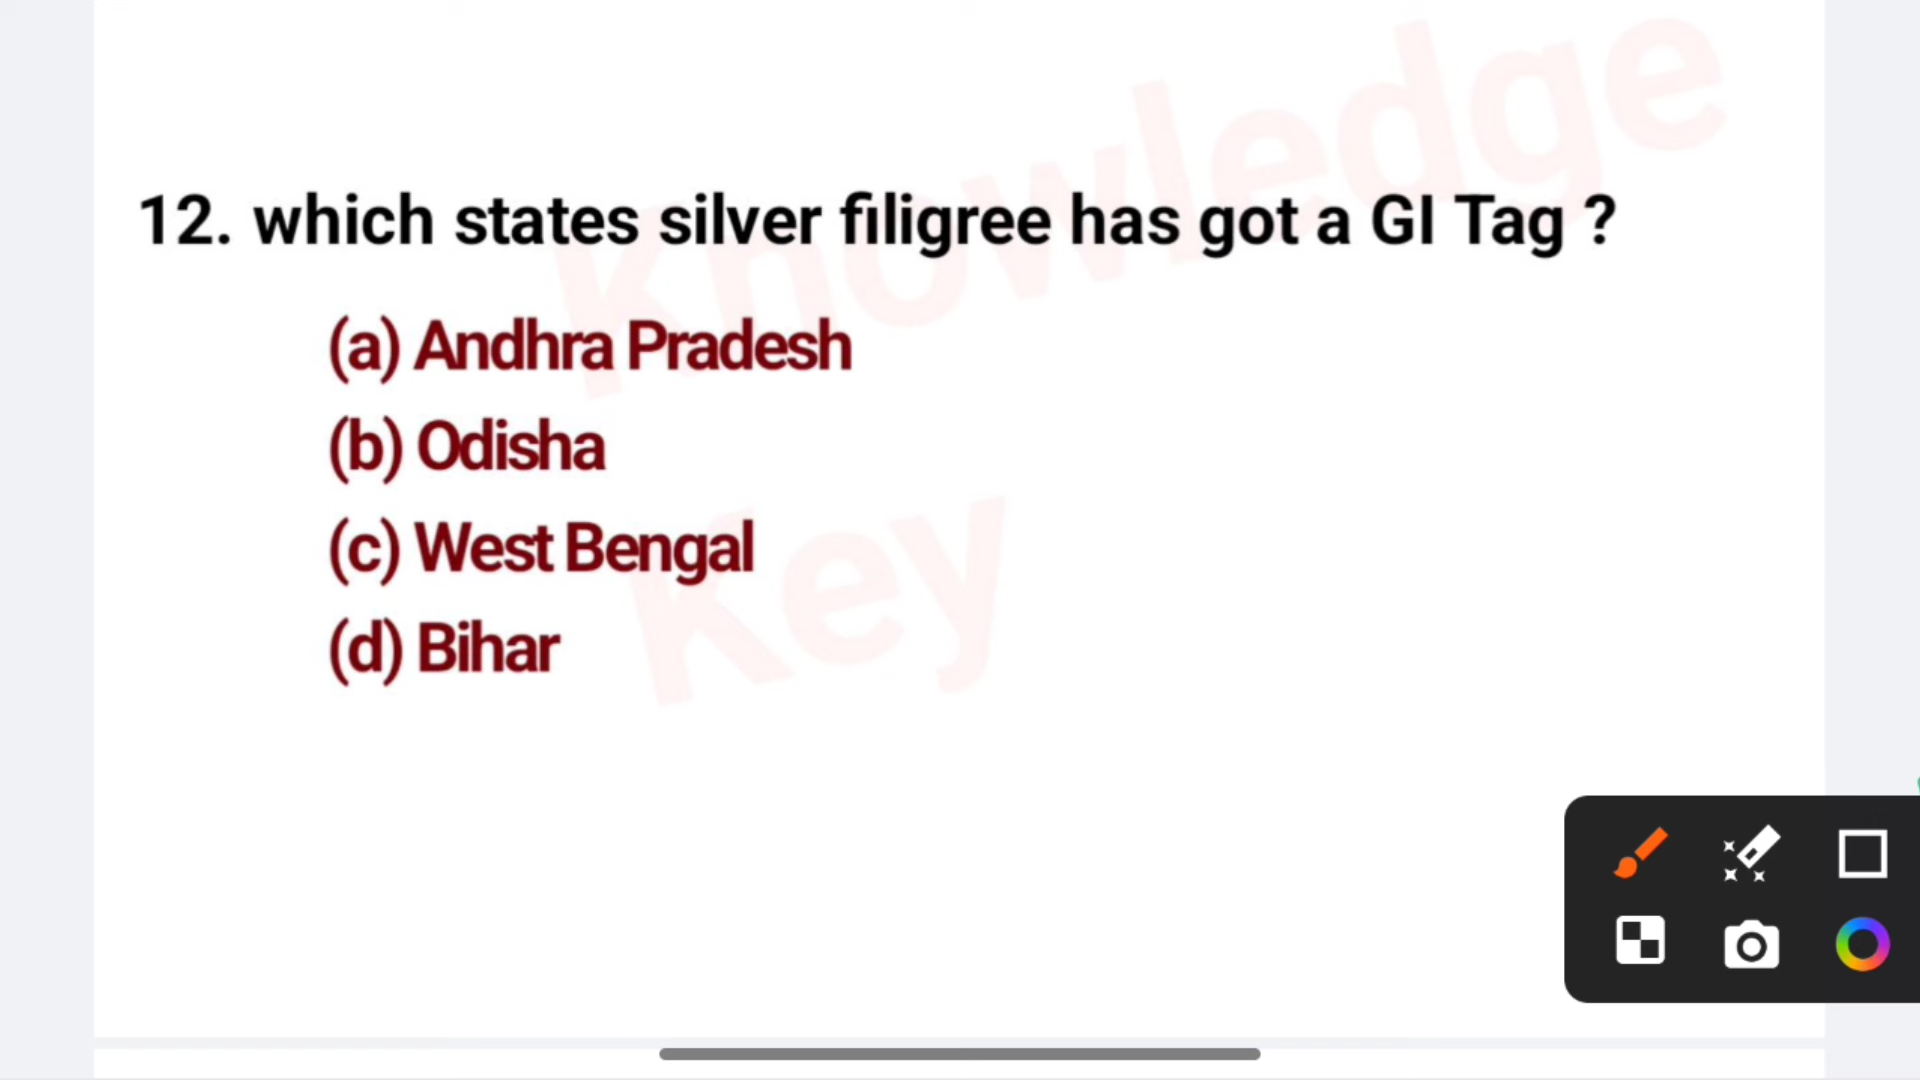 Knowledge
12. which states silver filigree has got a GI Tag ?
(a) Andhra Pradesh
(b) Odisha
(c) West Bengal
(d) Bihar
Key